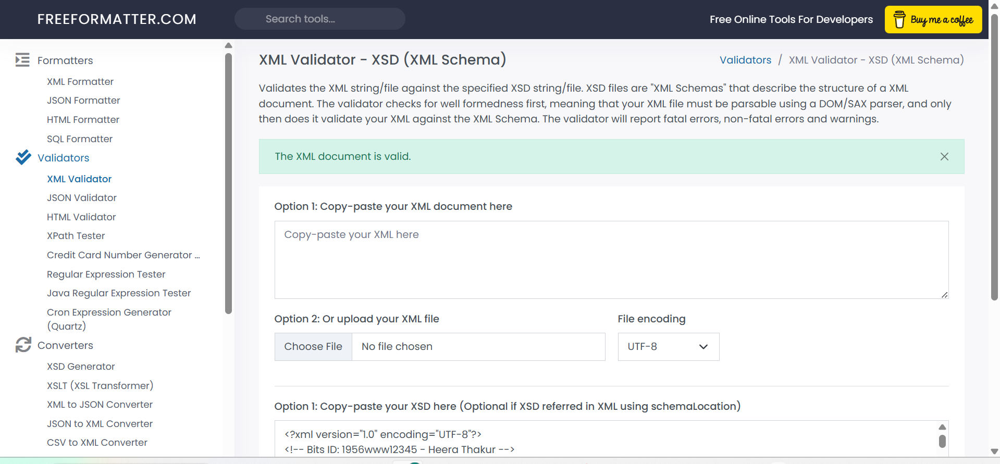 FREEFORMATTER.COM
Search tools...
Free Online Tools For Developers
Buy me a coffee
Formatters
XML Formatter
JSON Formatter
HTML Formatter
SQL Formatter
Validators
XML Validator
JSON Validator
HTML Validator
XPath Tester
Credit Card Number Generator ...
Regular Expression Tester
Java Regular Expression Tester
Cron Expression Generator
(Quartz)
Converters
XSD Generator
XSLT (XSL Transformer)
XML to JSON Converter
JSON to XML Converter
CSV to XML Converter
XML Validator - XSD (XML Schema)
Validators / XML Validator - XSD (XML Schema)
Validates the XML string/file against the specified XSD string/file. XSD files are "XML Schemas" that describe the structure of a XML
document. The validator checks for well formedness first, meaning that your XML file must be parsable using a DOM/SAX parser, and only
then does it validate your XML against the XML Schema. The validator will report fatal errors, non-fatal errors and warnings.
The XML document is valid.
Option 1: Copy-paste your XML document here
Copy-paste your XML here
Option 2: Or upload your XML file
File encoding
Choose File No file chosen
UTF-8
Option 1: Copy-paste your XSD here (Optional if XSD referred in XML using schemaLocation)
<?xml version="1.0" encoding="UTF-8"?>
<!-- Bits ID: 1956www12345 - Heera Thakur -->